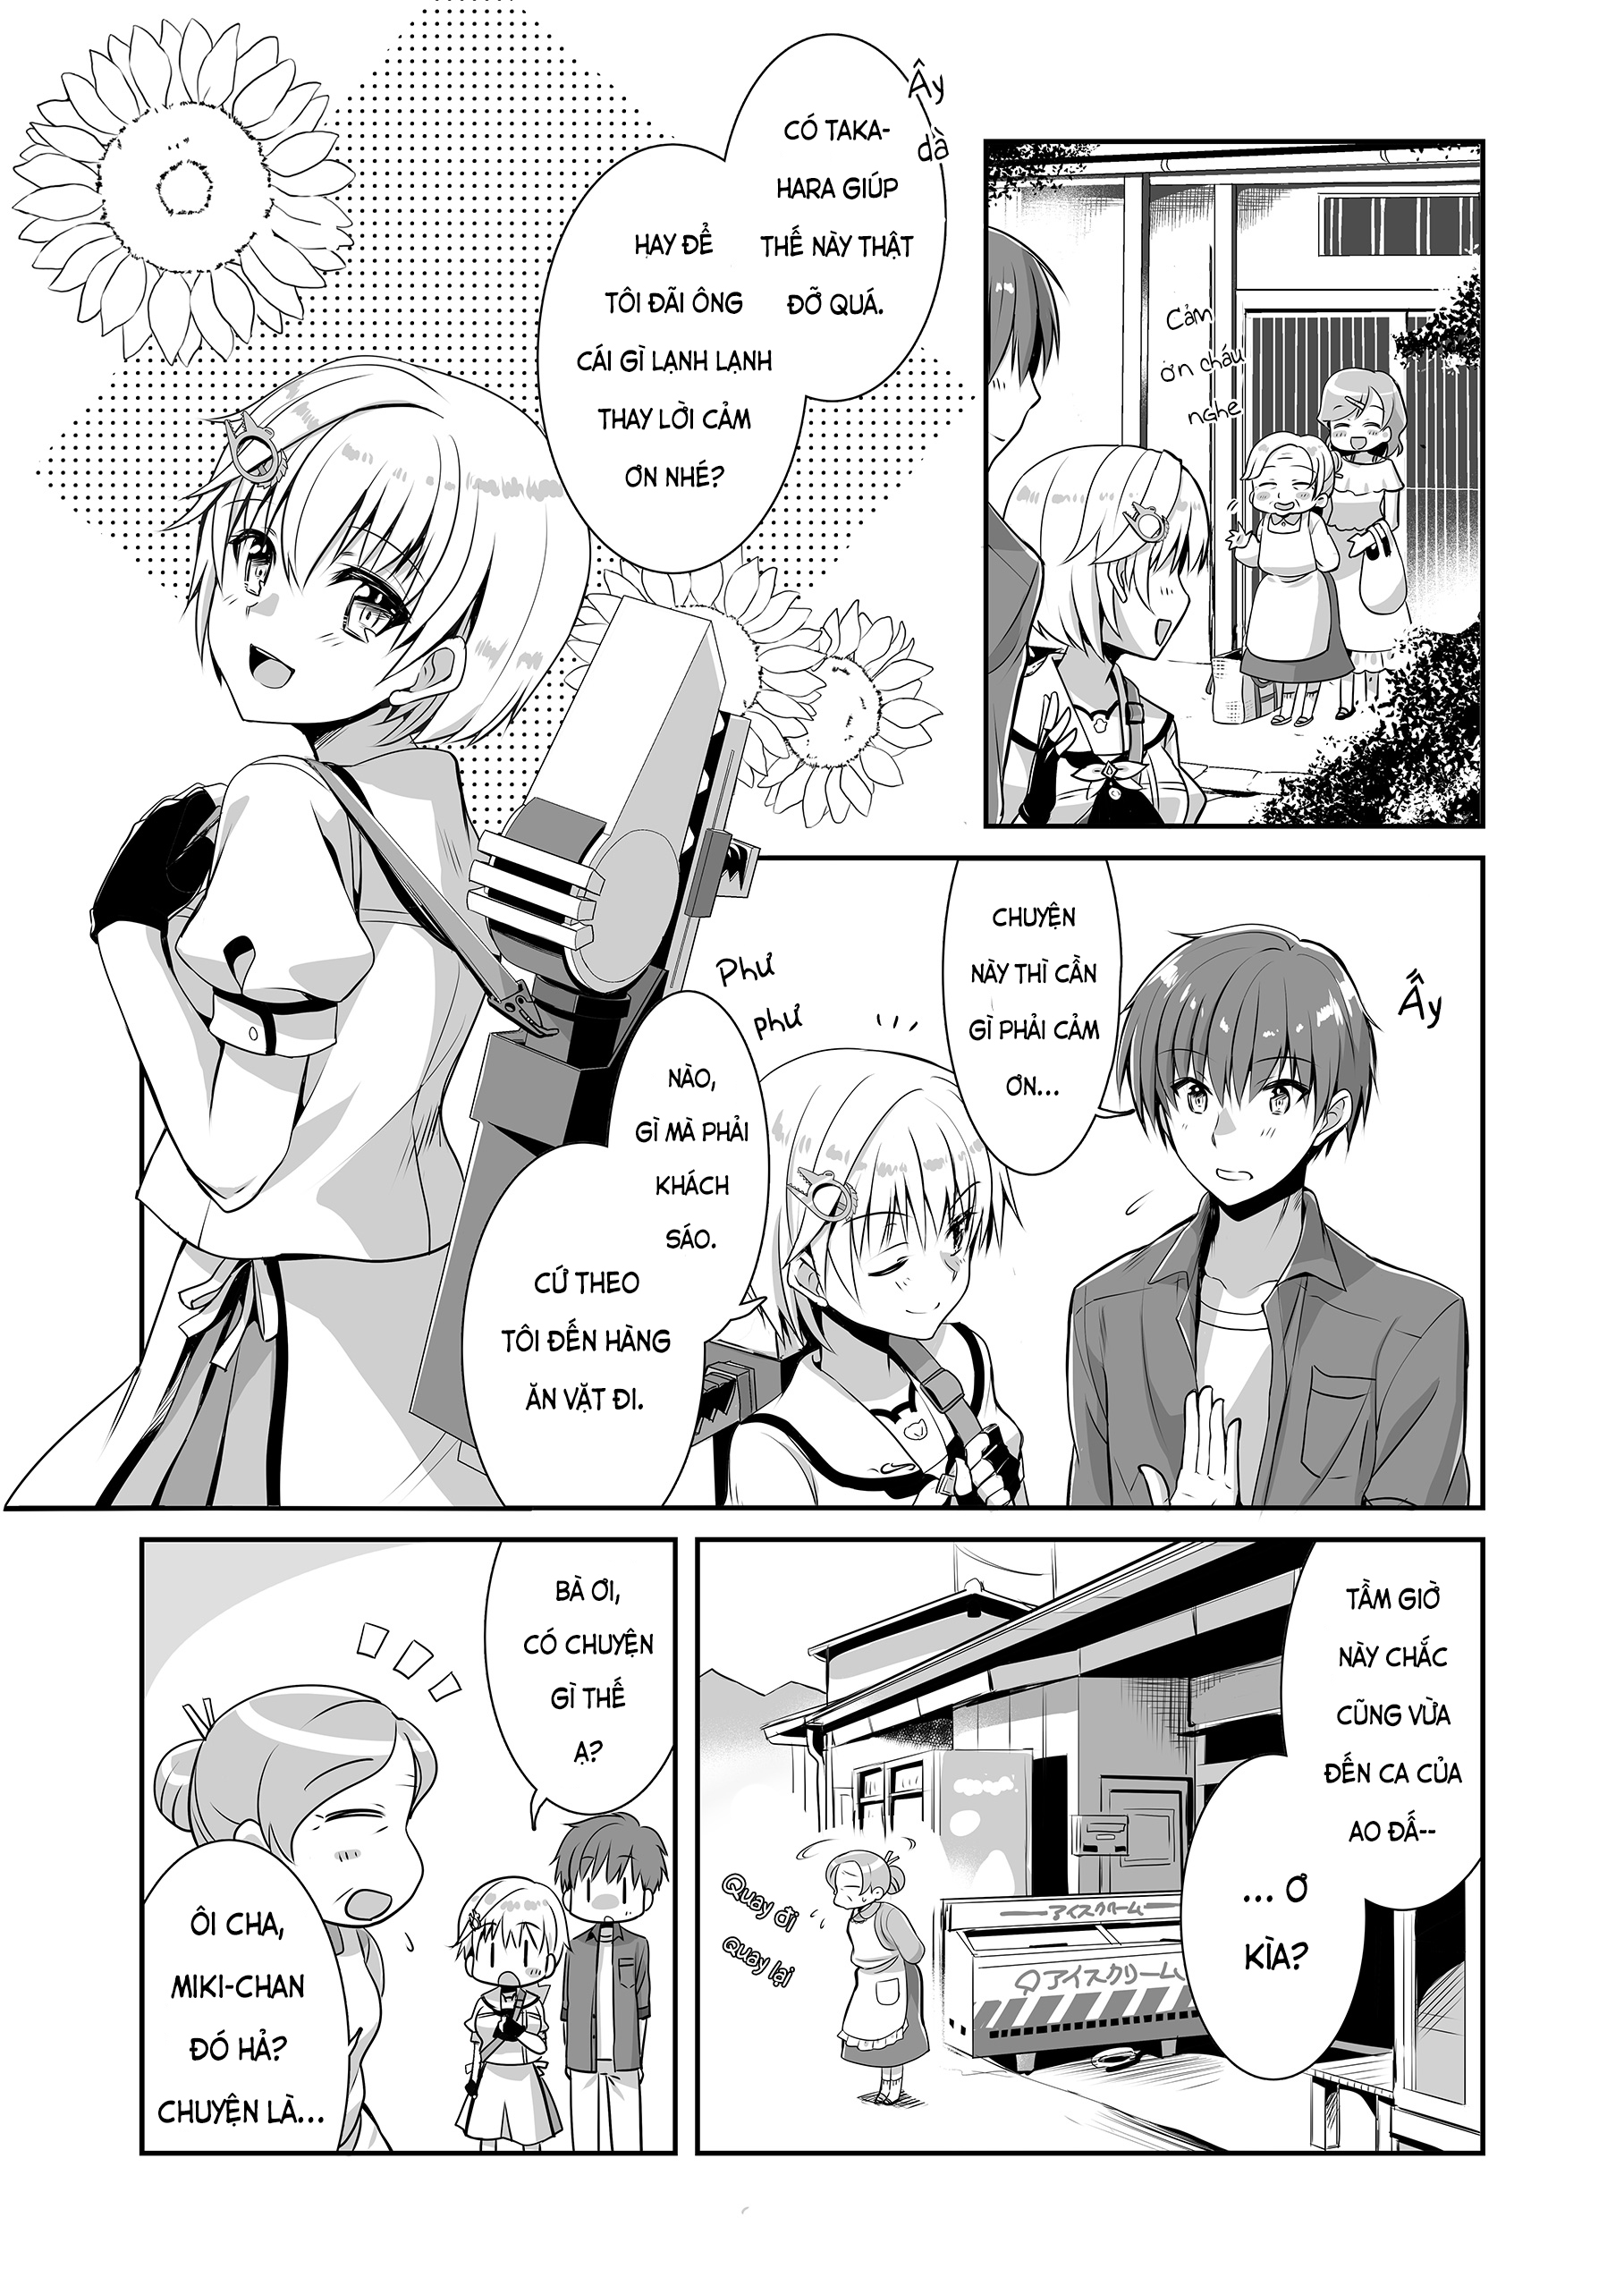 Cảm
ơn cháu
nghe
Ây
dà
CÓ TAKA-
HARA GIÚP
THẾ NÀY THẬT
ĐỠ QUÁ.
HAY ĐỂ
TÔI ĐÃI ÔNG
CÁI GÌ LẠNH LẠNH
THAY LỜI CẢM
ƠN NHÉ?
Ấy
CHUYỆN
NÀY THÌ CẦN
GÌ PHẢI CẢM
ƠN...
Phư
phư
NÀO,
GÌ MÀ PHẢI
KHÁCH
SÁO.
CỨ THEO
TÔI ĐẾN HÀNG
ĂN VẶT ĐI.
TẦM GIỜ
NÀY CHẮC
CŨNG VỪA
ĐẾN CA CỦA
AO ĐẤ--
... Ơ
KÌA?
アイスクリーム
アイスクリーム
Quay đi
Quay lại
BÀ ƠI,
CÓ CHUYỆN
GÌ THẾ
Ạ?
ÔI CHA,
MIKI-CHAN
ĐÓ HẢ?
CHUYỆN LÀ...